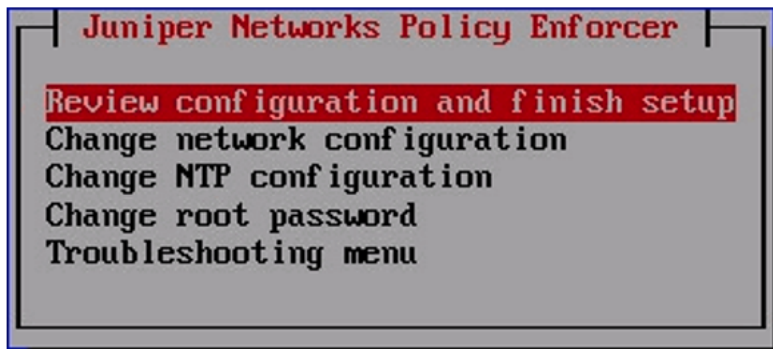 Juniper Networks Policy Enforcer
Review configuration and finish setup
Change network configuration
Change NTP configuration
Change root password
Troubleshooting menu